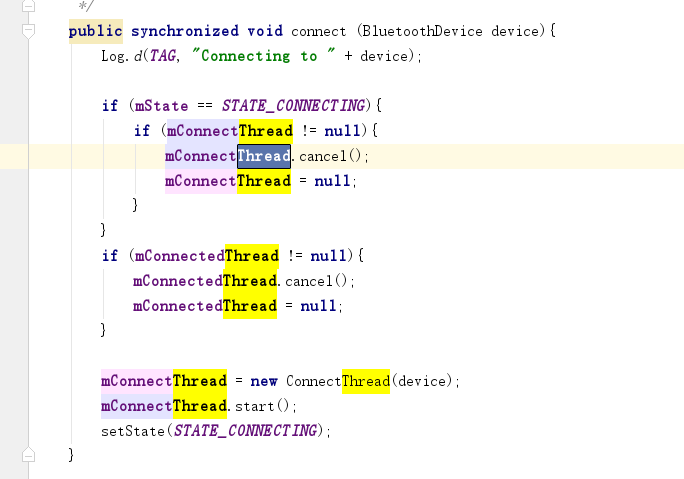 */
public synchronized void connect (BluetoothDevice device){
Log.d(TAG, "Connecting to " + device);
if (mState == STATE_CONNECTING){
if (mConnectThread != null){
mConnectThread.cancel();
mConnectThread = null;
}
}
if (mConnectedThread != null){
mConnectedThread.cancel();
mConnectedThread = null;
}
mConnectThread = new ConnectThread(device);
mConnectThread.start();
setState(STATE_CONNECTING);
}